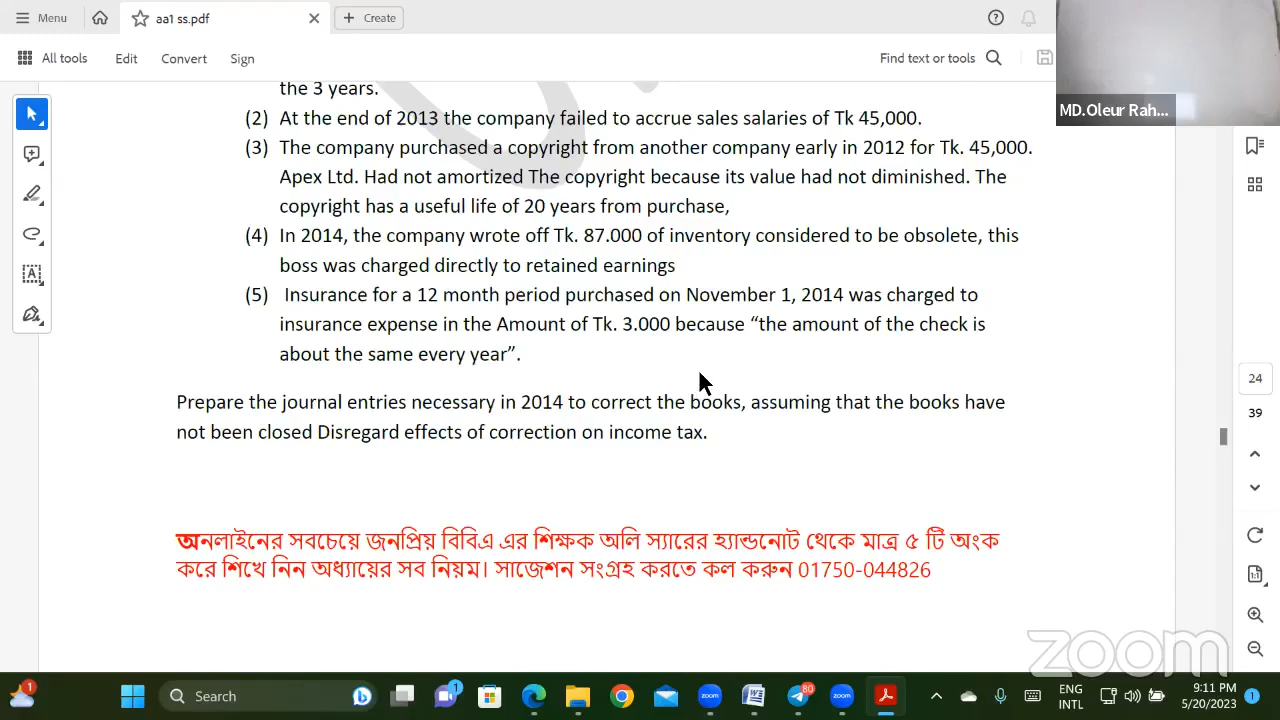 Menu
aa1 ss.pdf
Create
All tools
Edit
Convert
Sign
Find text or tools
MD.Oleur Rah...
the 3 years.
(2) At the end of 2013 the company failed to accrue sales salaries of Tk 45,000.
(3) The company purchased a copyright from another company early in 2012 for Tk. 45,000.
Apex Ltd. Had not amortized The copyright because its value had not diminished. The
copyright has a useful life of 20 years from purchase,
(4) In 2014, the company wrote off Tk. 87.000 of inventory considered to be obsolete, this
boss was charged directly to retained earnings
(5) Insurance for a 12 month period purchased on November 1, 2014 was charged to
insurance expense in the Amount of Tk. 3.000 because “the amount of the check is
about the same every year”.
Prepare the journal entries necessary in 2014 to correct the books, assuming that the books have
not been closed Disregard effects of correction on income tax.
অনলাইনের সবচেয়ে জনপ্রিয় বিবিএ এর শিক্ষক অলি স্যারের হ্যান্ডনোট থেকে মাত্র ৫ টি অংক
করে শিখে নিন অধ্যায়ের সব নিয়ম। সাজেশন সংগ্রহ করতে কল করুন 01750-044826
24
39
1:1
zoom
1
Search
1
zoom
80
zoom
ENG
INTL
9:11 PM
5/20/2023
1